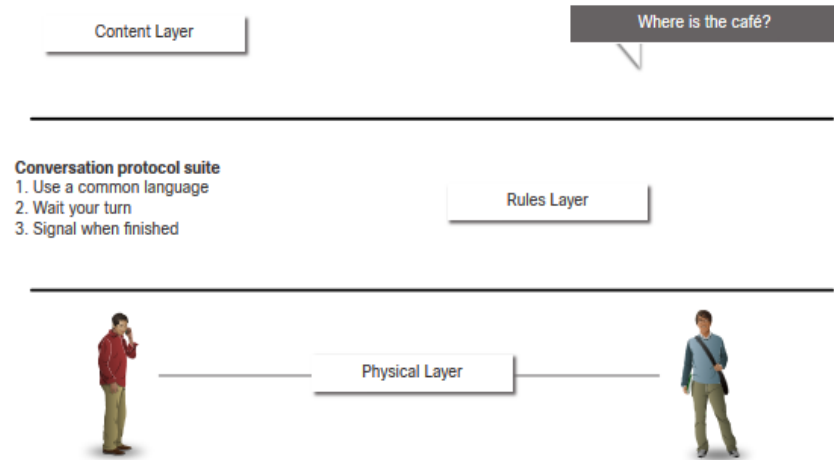 Content Layer
Where is the café?
Conversation protocol suite
1. Use a common language
2. Wait your turn
3. Signal when finished
Rules Layer
Physical Layer